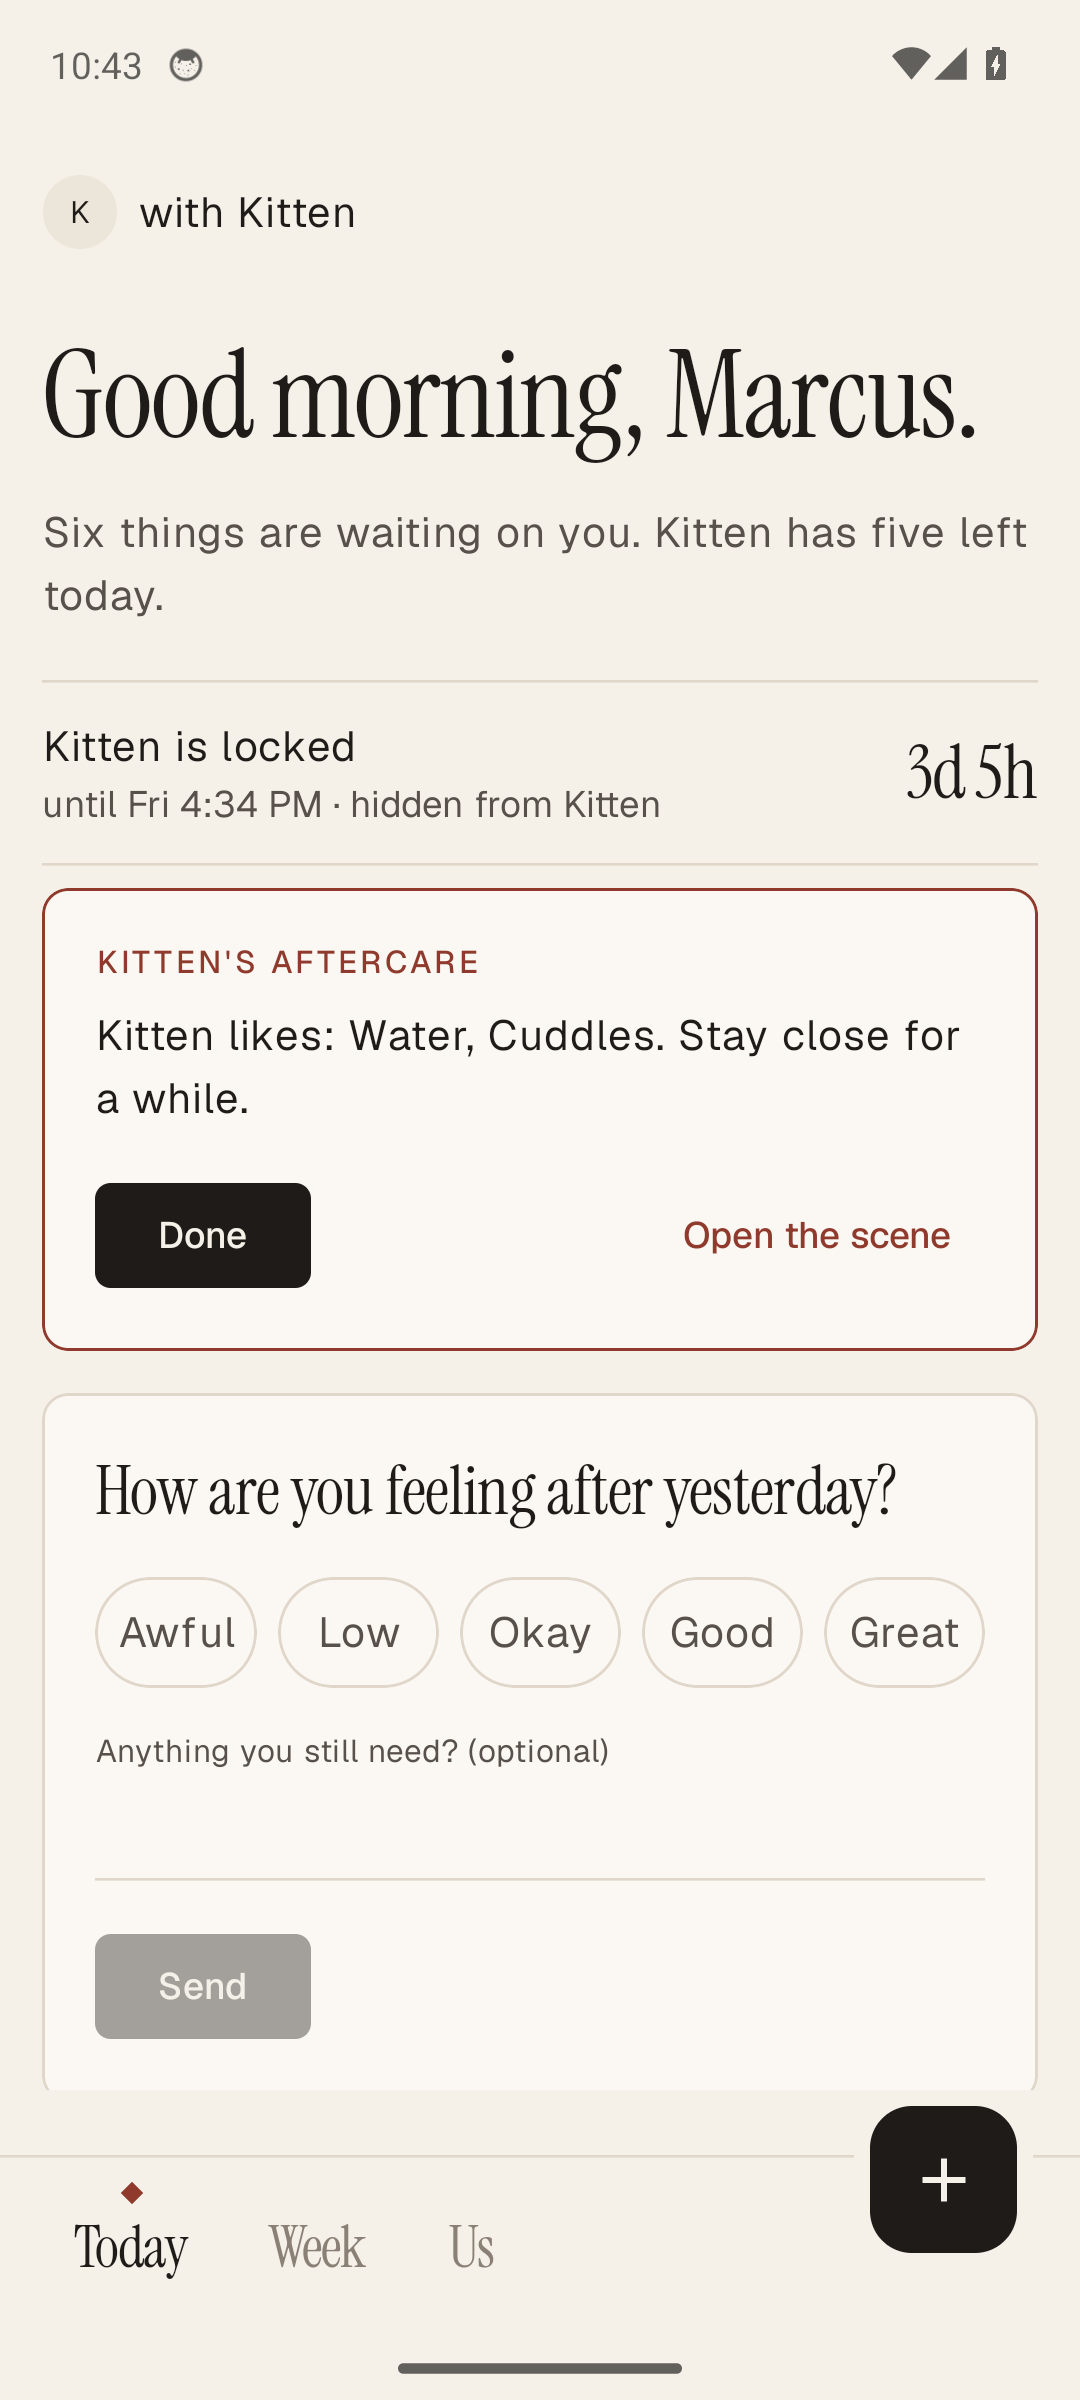 10:43
K with Kitten
Good morning, Marcus.
Six things are waiting on you. Kitten has five left
today.
Kitten is locked
until Fri 4:34 PM · hidden from Kitten
3d 5h
KITTEN'S AFTERCARE
Kitten likes: Water, Cuddles. Stay close for
a while.
Done
Open the scene
How are you feeling after yesterday?
Awful Low Okay Good Great
Anything you still need? (optional)
Send
Today Week Us